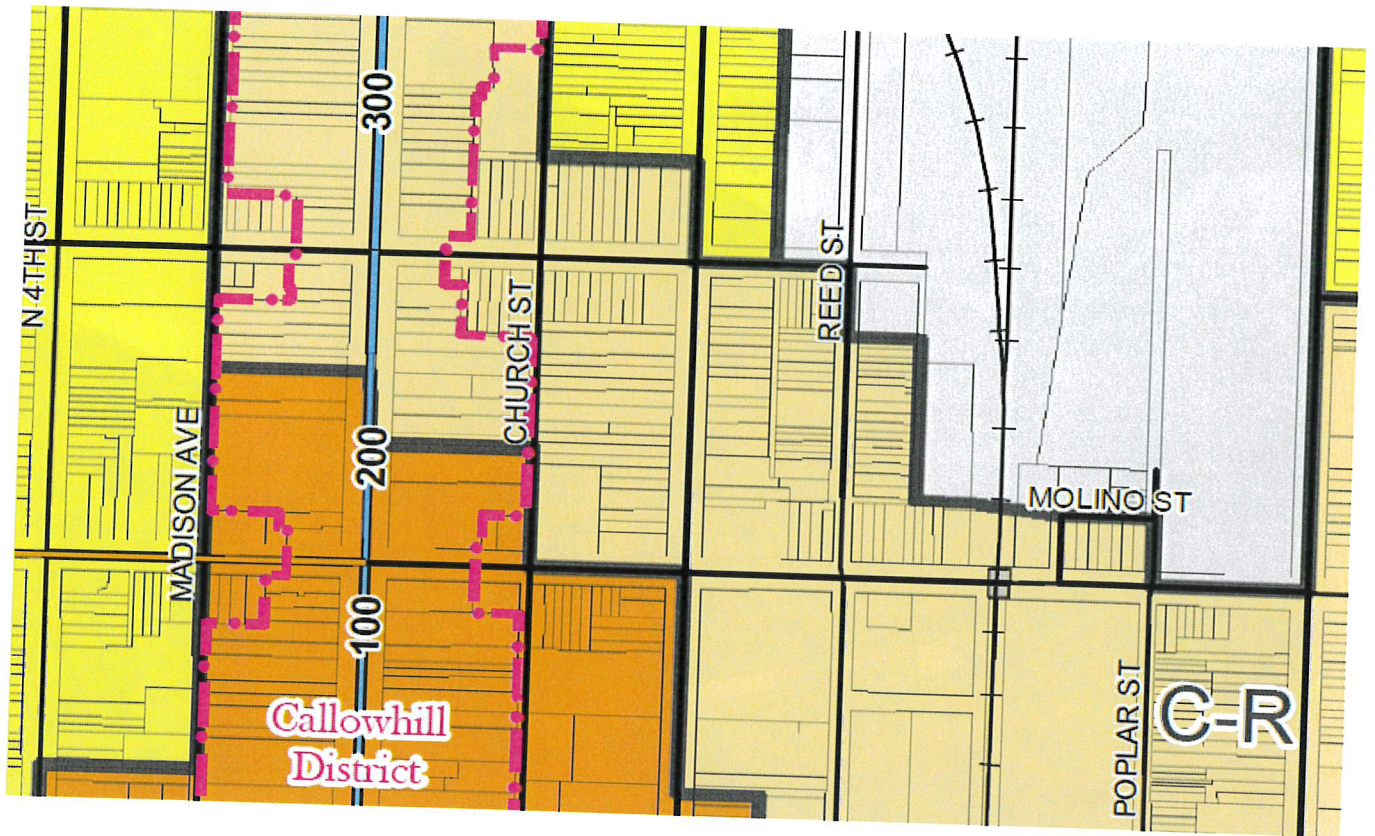 300
N 4TH ST
REED ST
CHURCH ST
MADISON AVE
200
MOLINO ST
100
POPLAR ST
C-R
Callowhill
District